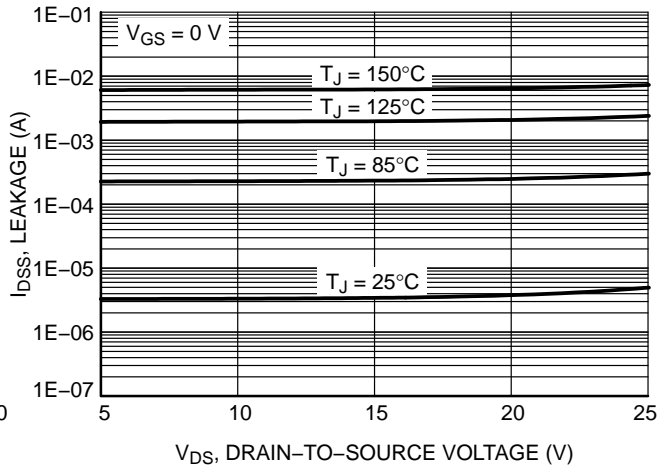 1E−01
1E−02
1E−03
1E−04
1E−05
1E−06
1E−07
IDSS, LEAKAGE (A)
VGS = 0 V
TJ = 150°C
TJ = 125°C
TJ = 85°C
TJ = 25°C
0
5 10 15 20 25
VDS, DRAIN−TO−SOURCE VOLTAGE (V)